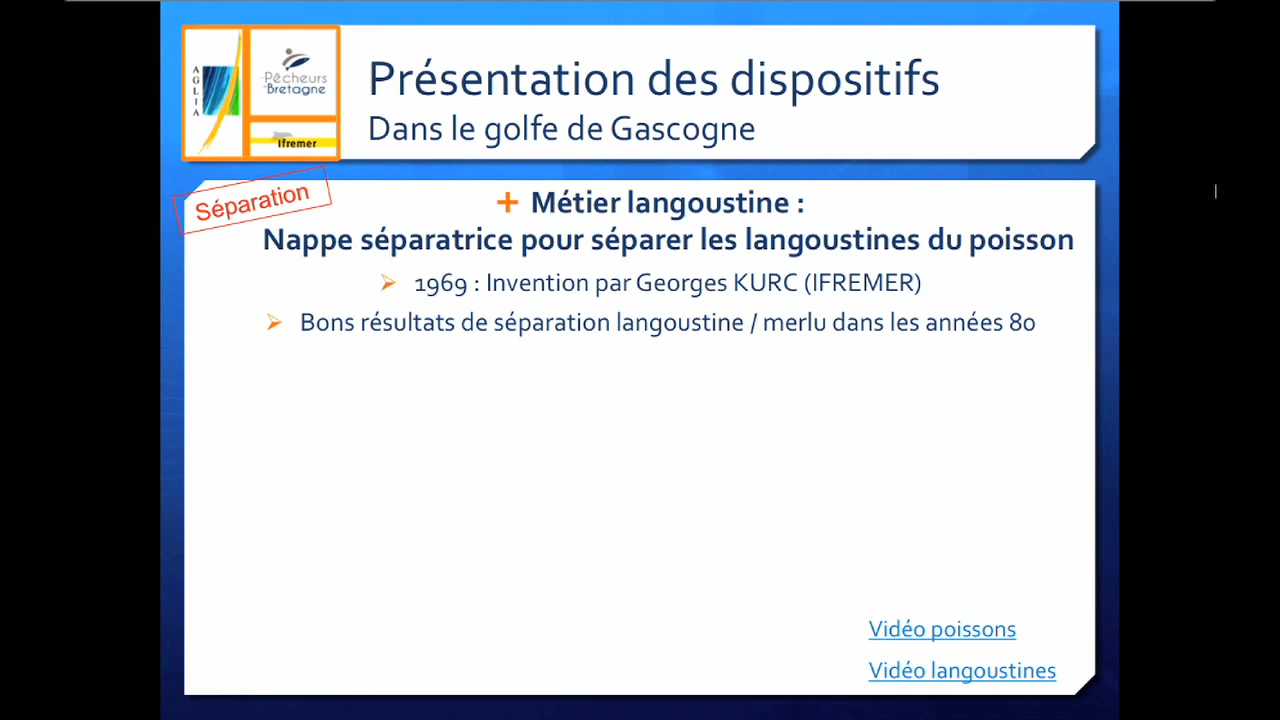 AGLIA
Pêcheurs
de Bretagne
Ifremer
Présentation des dispositifs
Dans le golfe de Gascogne
Séparation
+ Métier langoustine :
Nappe séparatrice pour séparer les langoustines du poisson
1969 : Invention par Georges KURC (IFREMER)
Bons résultats de séparation langoustine / merlu dans les années 80
Vidéo poissons
Vidéo langoustines